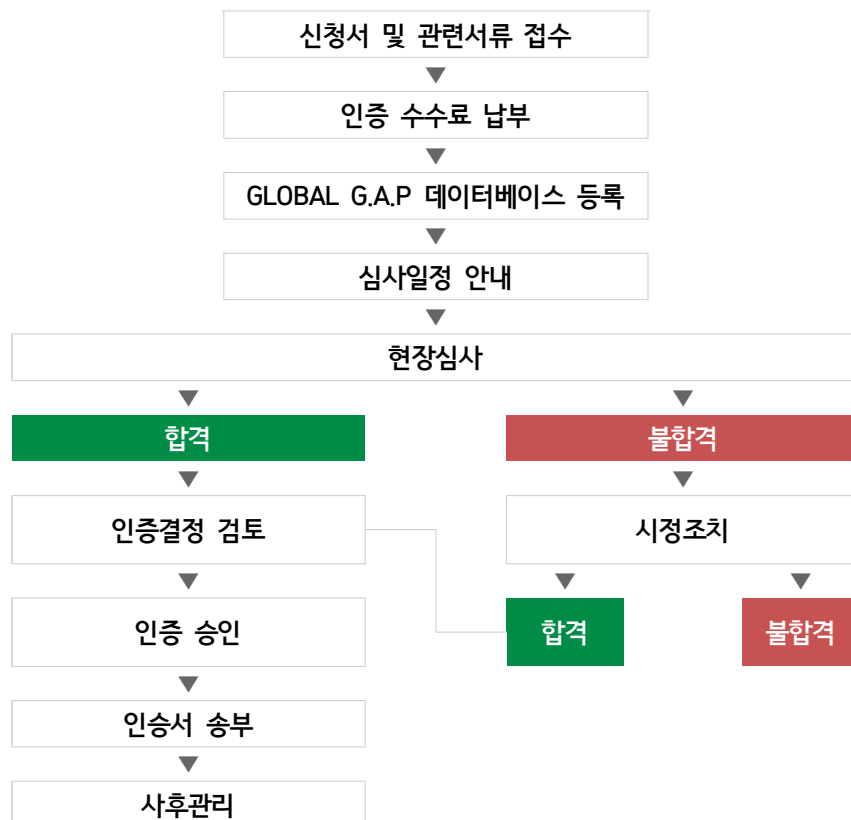 신청서 및 관련서류 접수
인증 수수료 납부
GLOBAL G.A.P 데이터베이스 등록
심사일정 안내
현장심사
합격
불합격
인증결정 검토
시정조치
합격
불합격
인증 승인
인승서 송부
사후관리